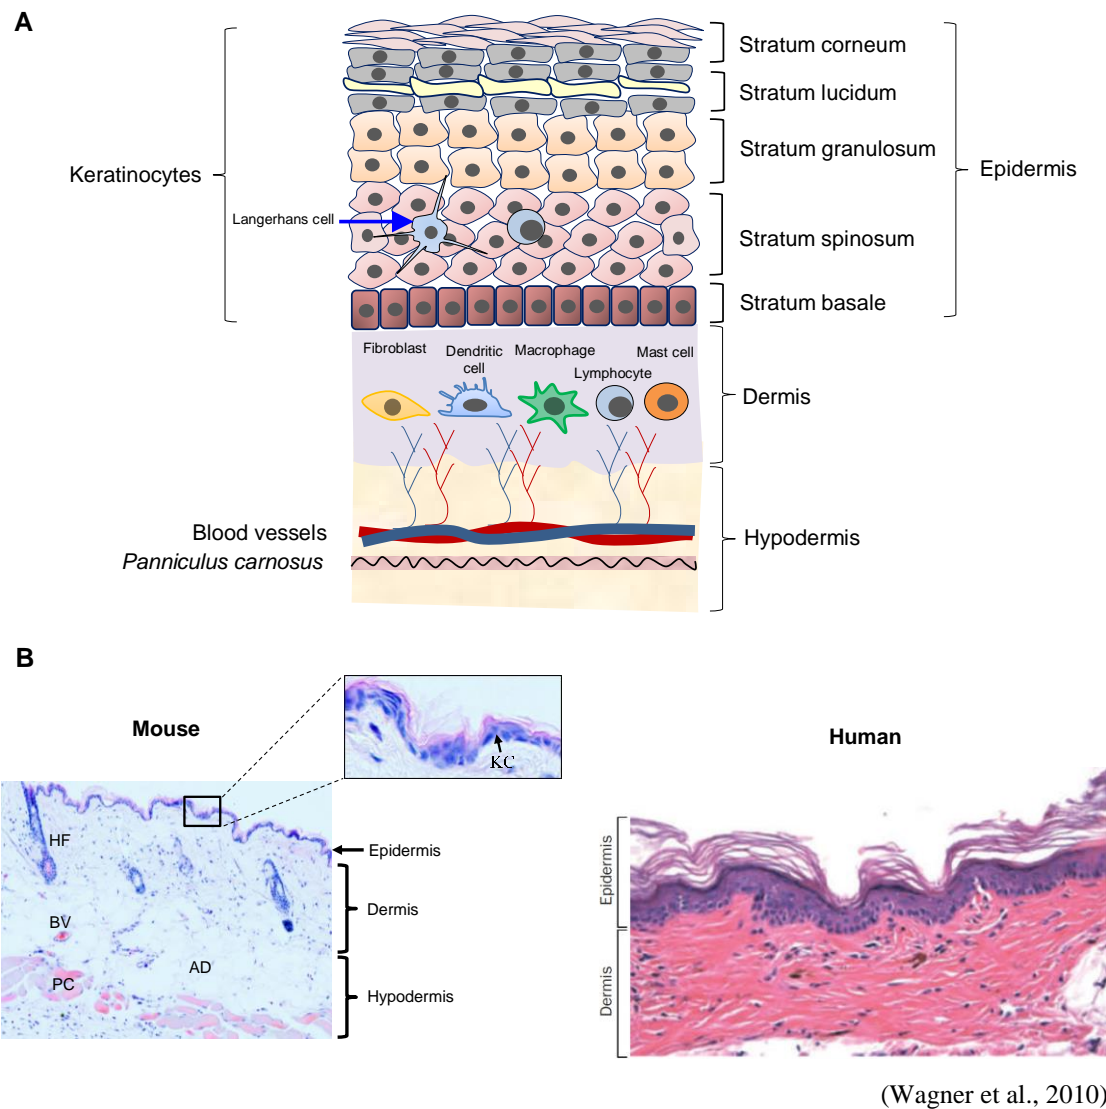 A
Stratum corneum
Stratum lucidum
Stratum granulosum
Keratinocytes
Epidermis
Langerhans cell
Stratum spinosum
Stratum basale
Fibroblast
Dendritic
cell
Macrophage
Lymphocyte
Mast cell
Dermis
Blood vessels
Panniculus carnosus
Hypodermis
B
Mouse
KC
Human
HF
BV
PC
AD
Epidermis
Dermis
Hypodermis
Epidermis
Dermis
(Wagner et al., 2010)